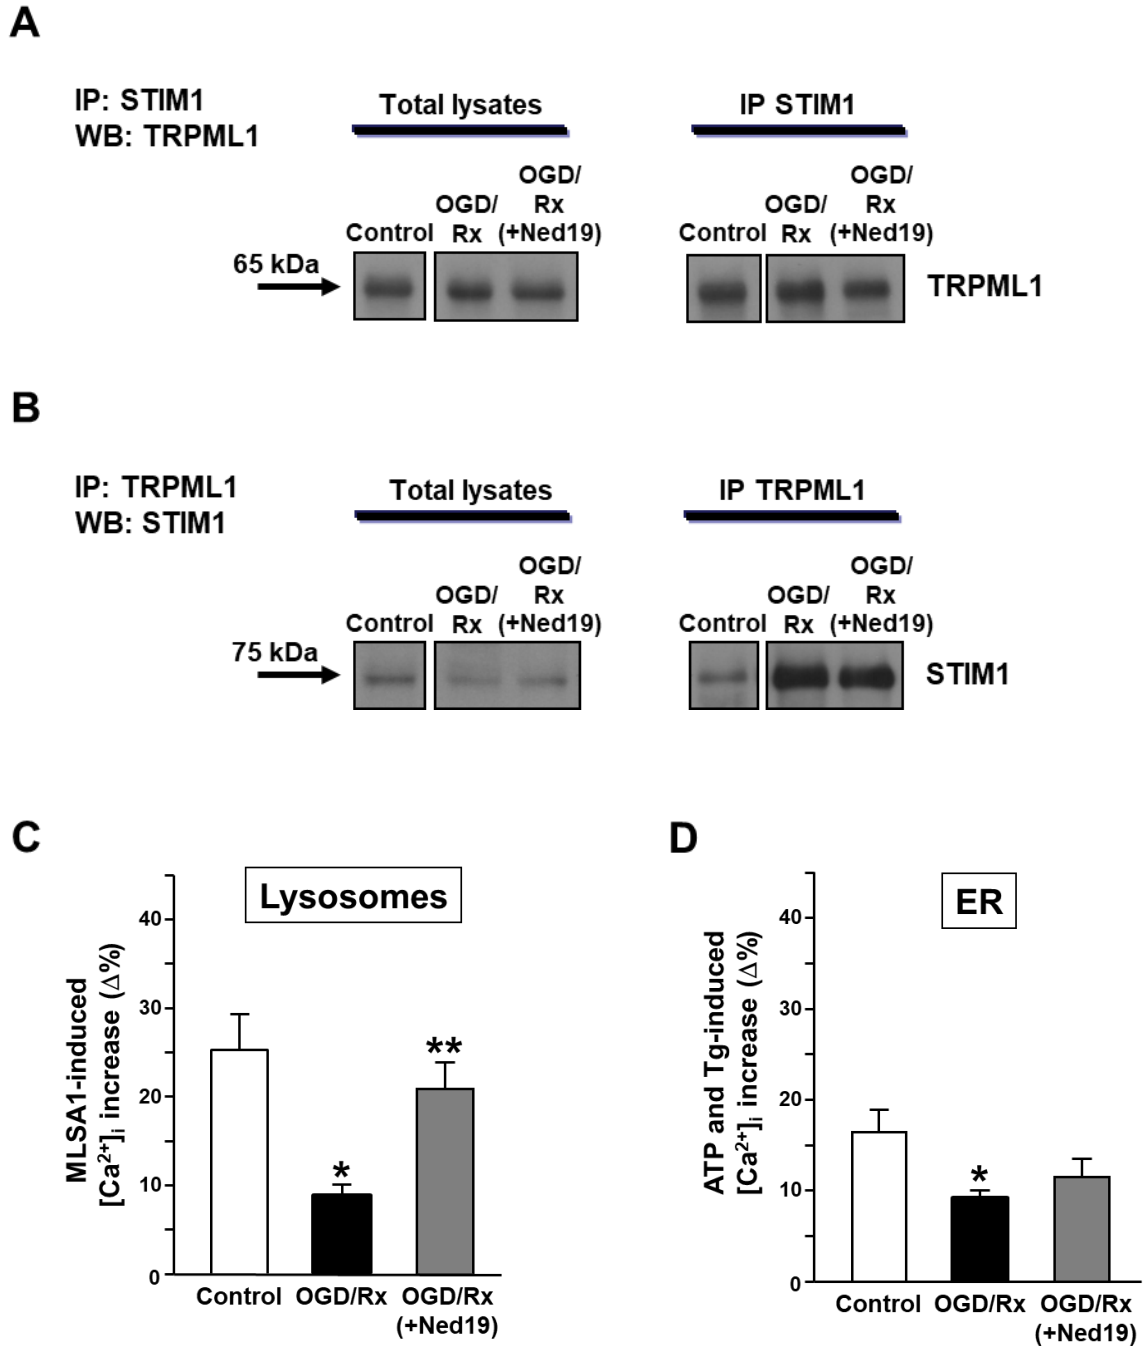 A
IP: STIM1
WB: TRPML1
Total lysates
IP STIM1
Control
OGD/
Rx
OGD/
Rx
(+Ned19)
Control
OGD/
Rx
OGD/
Rx
(+Ned19)
65 kDa
TRPML1
B
IP: TRPML1
WB: STIM1
Total lysates
IP TRPML1
Control
OGD/
Rx
OGD/
Rx
(+Ned19)
Control
OGD/
Rx
OGD/
Rx
(+Ned19)
75 kDa
STIM1
C
Lysosomes
MLSA1-induced
[Ca²⁺]ᵢ increase (Δ%)
40
30
20
10
0
*
**
Control
OGD/Rx
OGD/Rx
(+Ned19)
D
ER
ATP and Tg-induced
[Ca²⁺]ᵢ increase (Δ%)
40
30
20
10
0
*
Control
OGD/Rx
OGD/Rx
(+Ned19)